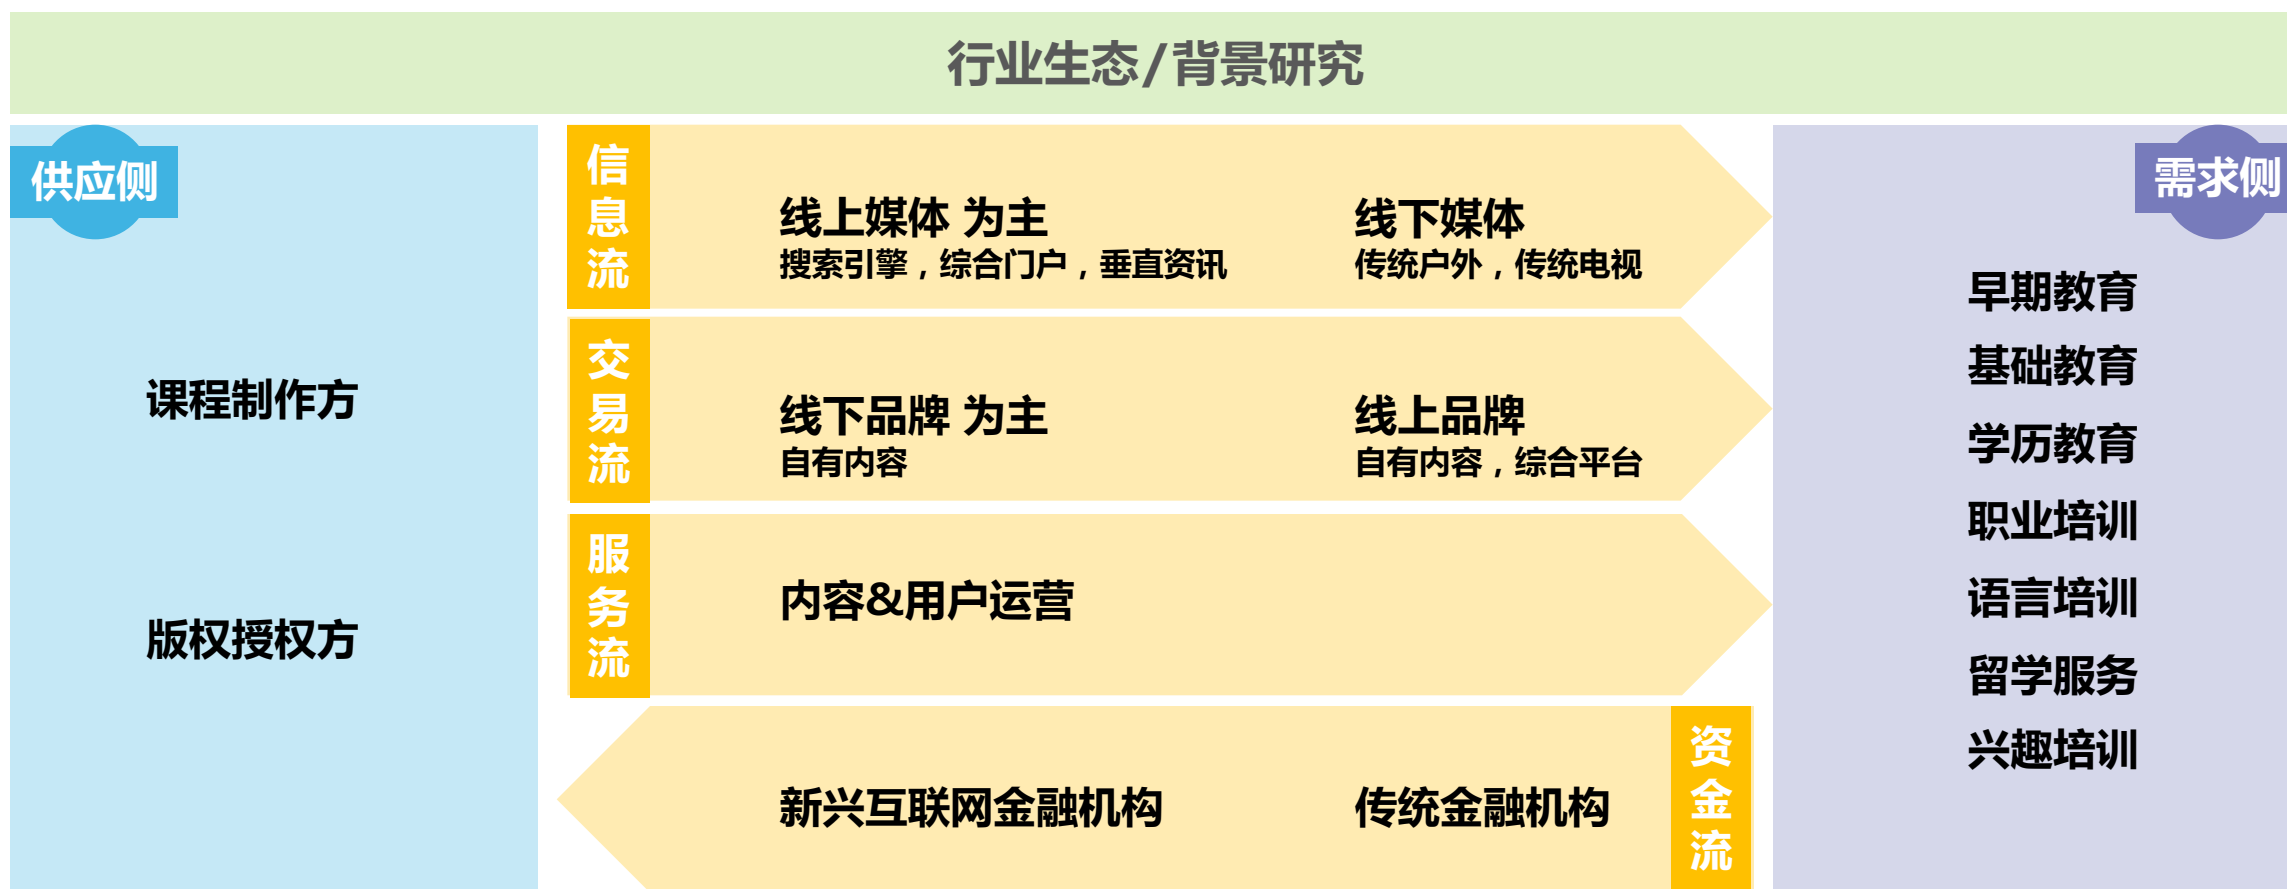 行业生态/背景研究
供应侧
课程制作方
版权授权方
信息流
线上媒体 为主
搜索引擎，综合门户，垂直资讯
线下媒体
传统户外，传统电视
交易流
线下品牌 为主
自有内容
线上品牌
自有内容，综合平台
服务流
内容&用户运营
新兴互联网金融机构
传统金融机构
资金流
需求侧
早期教育
基础教育
学历教育
职业培训
语言培训
留学服务
兴趣培训